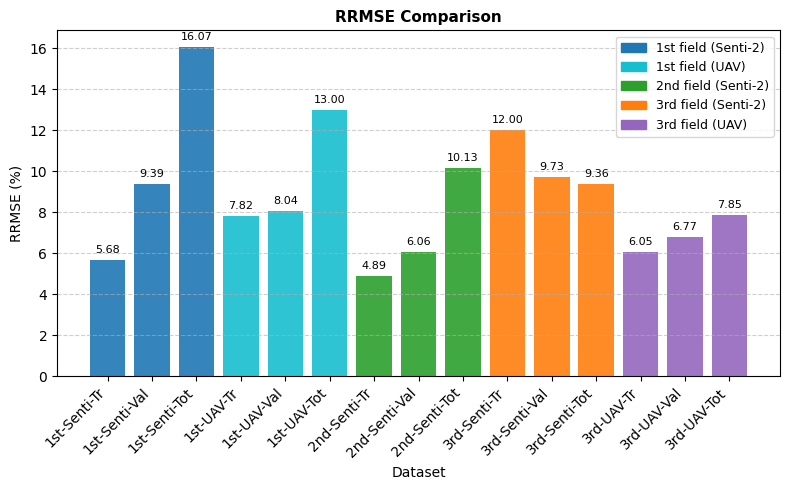 RRMSE Comparison
RRMSE (%)
16
14
12
10
8
6
4
2
0
5.68
9.39
16.07
7.82
8.04
13.00
4.89
6.06
10.13
12.00
9.73
9.36
6.05
6.77
7.85
1st field (Senti-2)
1st field (UAV)
2nd field (Senti-2)
3rd field (Senti-2)
3rd field (UAV)
1st-Senti-Tr
1st-Senti-Val
1st-Senti-Tot
1st-UAV-Tr
1st-UAV-Val
1st-UAV-Tot
2nd-Senti-Tr
2nd-Senti-Val
2nd-Senti-Tot
3rd-Senti-Tr
3rd-Senti-Val
3rd-Senti-Tot
3rd-UAV-Tr
3rd-UAV-Val
3rd-UAV-Tot
Dataset